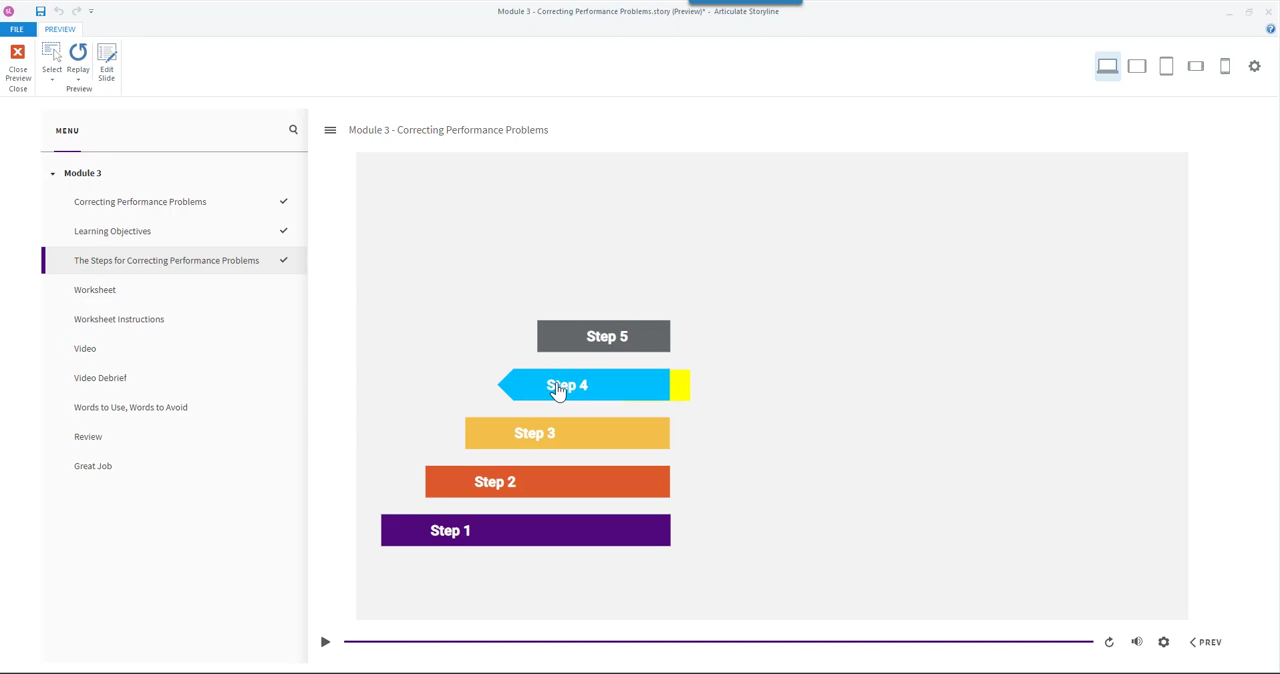 Module 3 - Correcting Performance Problems.story (Preview)* - Articulate Storyline
FILE
PREVIEW
Close Preview
Select
Replay
Edit Slide
Close
Preview
MENU
Module 3 - Correcting Performance Problems
Module 3
Correcting Performance Problems
Learning Objectives
The Steps for Correcting Performance Problems
Worksheet
Worksheet Instructions
Video
Video Debrief
Words to Use, Words to Avoid
Review
Great Job
Step 5
Step 4
Step 3
Step 2
Step 1
PREV